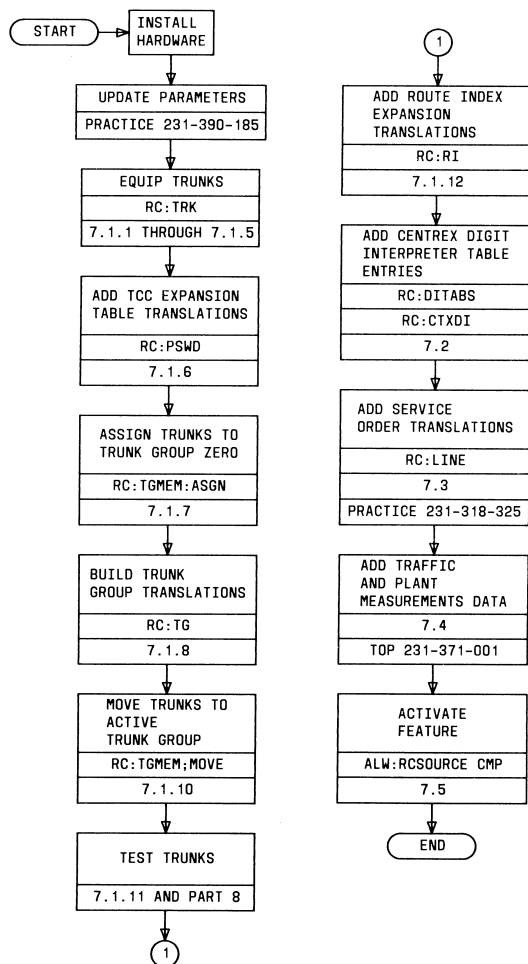 START
INSTALL
HARDWARE
UPDATE PARAMETERS
PRACTICE 231-390-185
EQUIP TRUNKS
RC:TRK
7.1.1 THROUGH 7.1.5
ADD TCC EXPANSION
TABLE TRANSLATIONS
RC:PSWD
7.1.6
ASSIGN TRUNKS TO
TRUNK GROUP ZERO
RC:TGMEM:ASGN
7.1.7
BUILD TRUNK
GROUP TRANSLATIONS
RC:TG
7.1.8
MOVE TRUNKS TO
ACTIVE
TRUNK GROUP
RC:TGMEM;MOVE
7.1.10
TEST TRUNKS
7.1.11 AND PART 8
1
1
ADD ROUTE INDEX
EXPANSION
TRANSLATIONS
RC:RI
7.1.12
ADD CENTREX DIGIT
INTERPRETER TABLE
ENTRIES
RC:DITABS
RC:CTXDI
7.2
ADD SERVICE
ORDER TRANSLATIONS
RC:LINE
7.3
PRACTICE 231-318-325
ADD TRAFFIC
AND PLANT
MEASUREMENTS DATA
7.4
TOP 231-371-001
ACTIVATE
FEATURE
ALW:RCSOURCE CMP
7.5
END